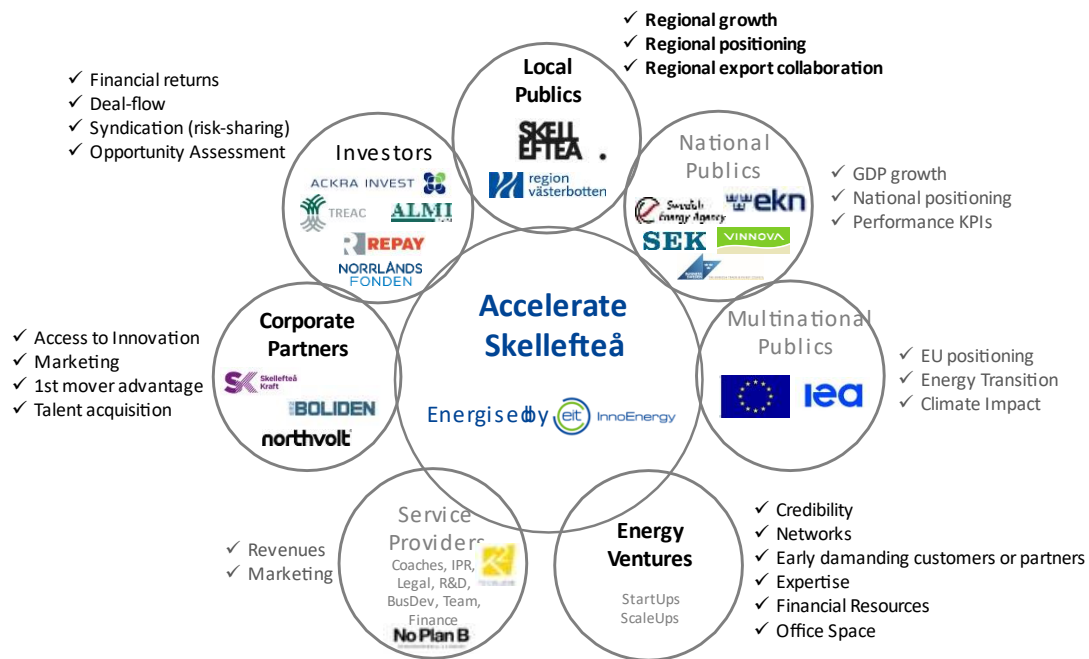 ✓ Regional growth
✓ Regional positioning
✓ Regional export collaboration
✓ Financial returns
✓ Deal-flow
✓ Syndication (risk-sharing)
✓ Opportunity Assessment
Local
Publics
SKELL
EFTEÅ
region
västerbotten
Investors
ACKRA INVEST
TREAC
ALMI
REPAY
NORRLANDS
FONDEN
National
Publics
Swedish
Energy Agency
ekn
SEK
VINNOVA
✓ GDP growth
✓ National positioning
✓ Performance KPIs
Accelerate
Skellefteå
Energised by
eit
InnoEnergy
Corporate
Partners
Skellefteå
Kraft
BOLIDEN
northvolt
✓ Access to Innovation
✓ Marketing
✓ 1st mover advantage
✓ Talent acquisition
Multinational
Publics
iea
✓ EU positioning
✓ Energy Transition
✓ Climate Impact
Service
Providers
Coaches, IPR,
Legal, R&D,
BusDev, Team,
Finance
No Plan B
✓ Revenues
✓ Marketing
Energy
Ventures
StartUps
ScaleUps
✓ Credibility
✓ Networks
✓ Early damanding customers or partners
✓ Expertise
✓ Financial Resources
✓ Office Space